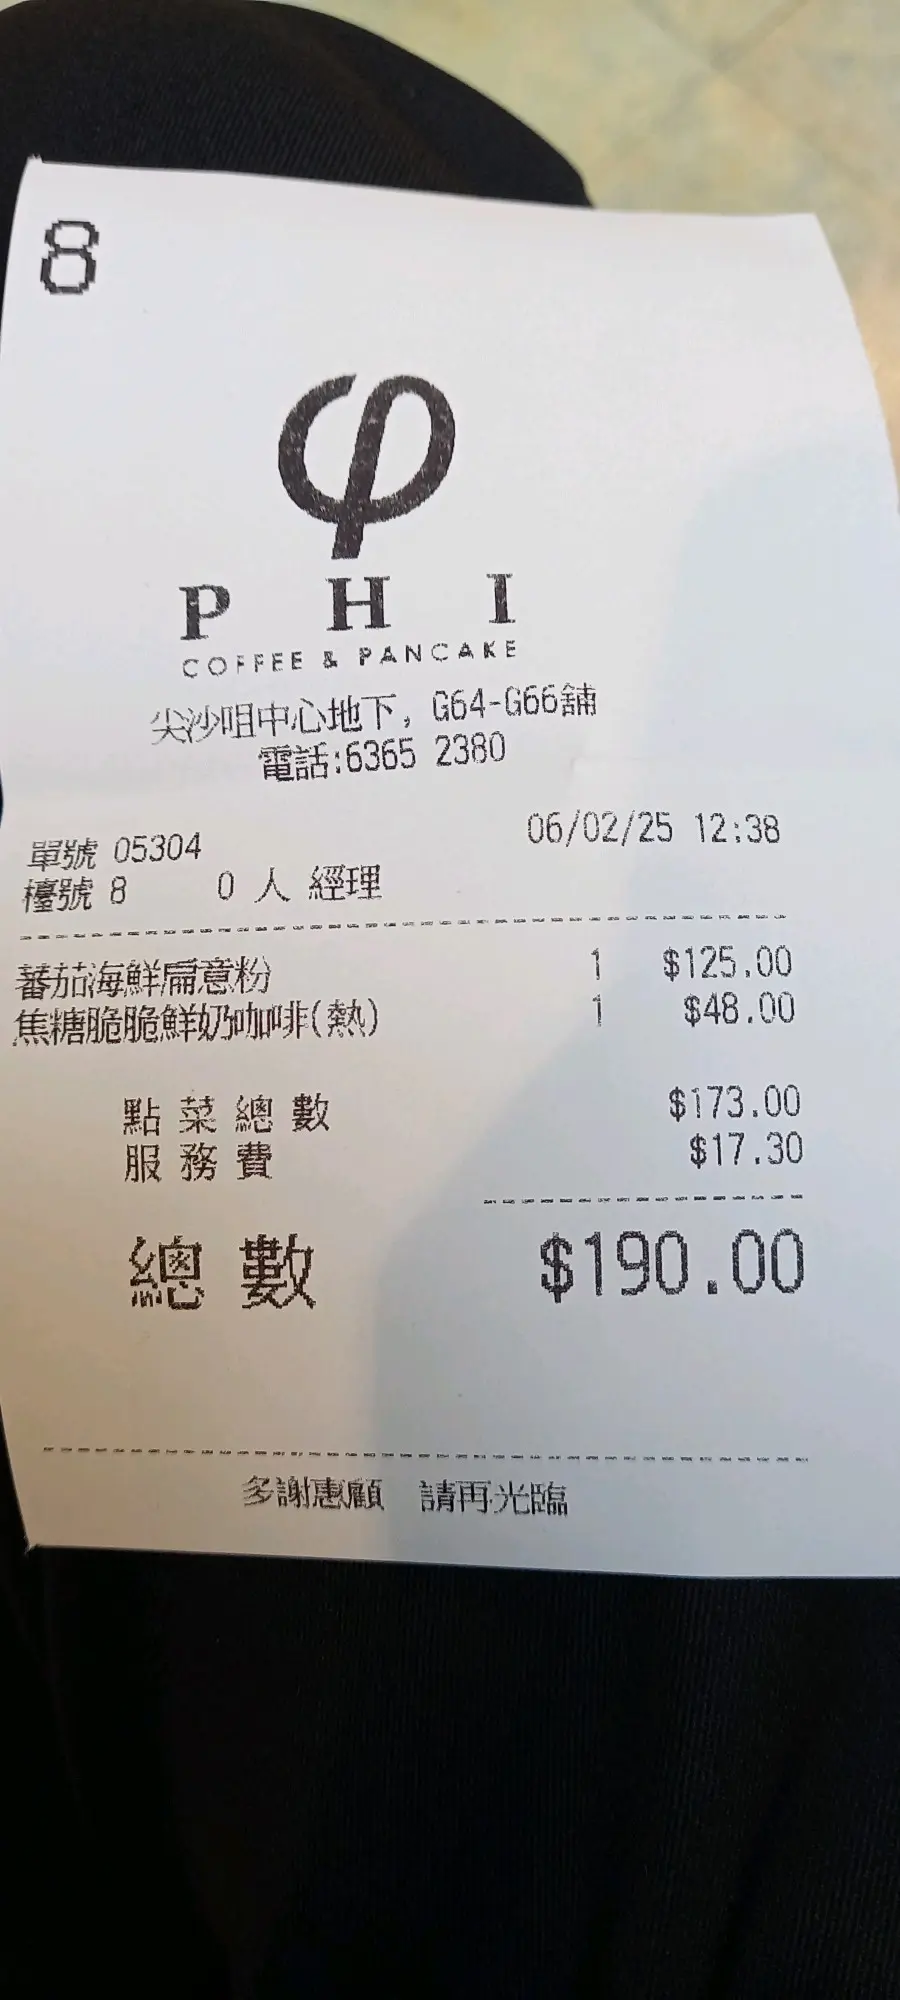 8
φ
PHI
COFFEE & PANCAKE
尖沙咀中心地下, G64-G66舖
電話:6365 2380
單號 05304 06/02/25 12:38
檯號 8 0 人 經理
蕃茄海鮮扁意粉 1 $125.00
焦糖脆脆鮮奶咖啡(熱) 1 $48.00
點菜總數 $173.00
服務費 $17.30
總數 $190.00
多謝惠顧 請再光臨